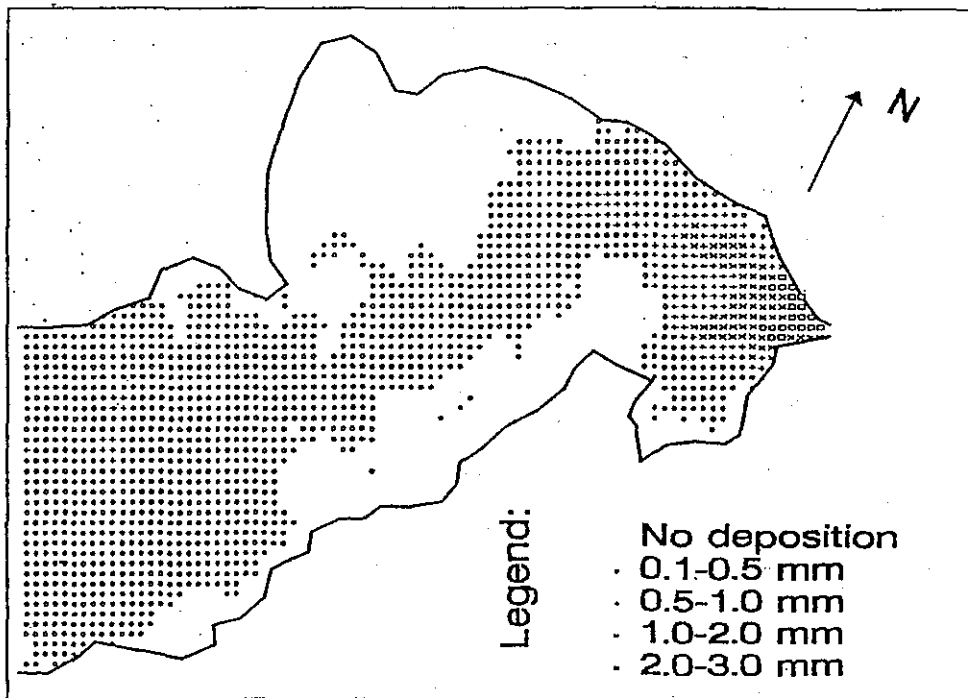 N
Legend:
No deposition
· 0.1-0.5 mm
· 0.5-1.0 mm
· 1.0-2.0 mm
· 2.0-3.0 mm